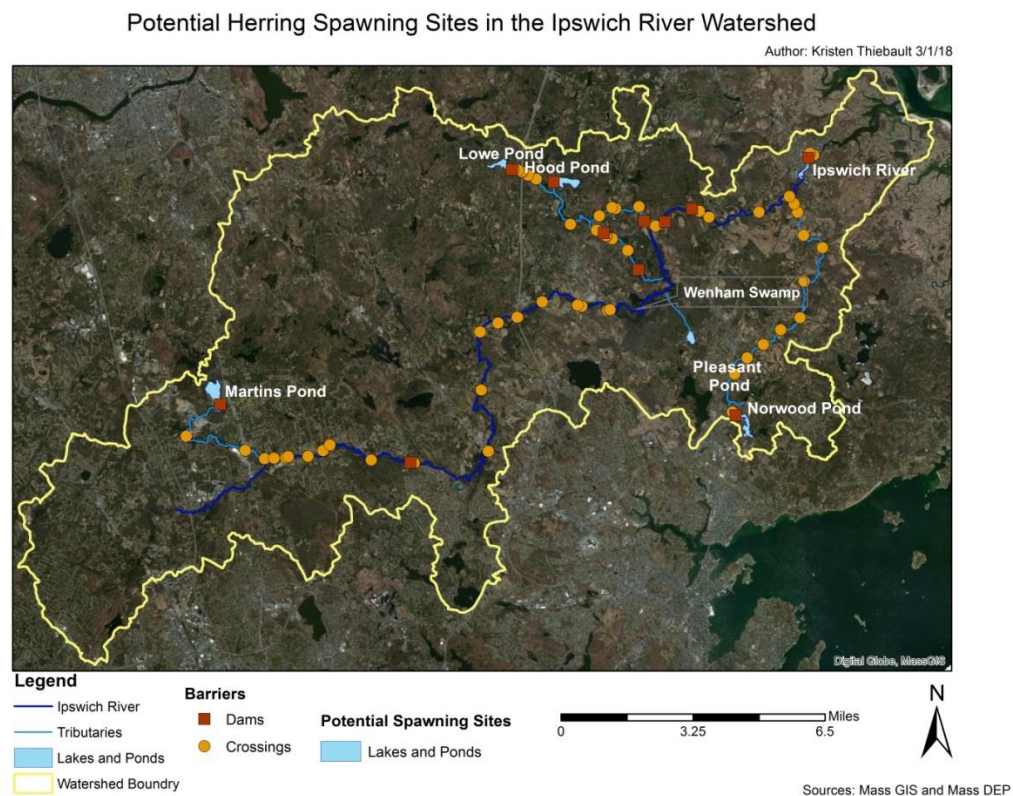 Potential Herring Spawning Sites in the Ipswich River Watershed
Author: Kristen Thiebault 3/1/18
Lowe Pond
Hood Pond
Ipswich River
Wenham Swamp
Pleasant
Pond
Martins Pond
Norwood Pond
Digital Globe, MassGIS
Legend
Ipswich River
Tributaries
Lakes and Ponds
Watershed Boundry
Barriers
Dams
Crossings
Potential Spawning Sites
Lakes and Ponds
Miles
0 3.25 6.5
N
Sources: Mass GIS and Mass DEP